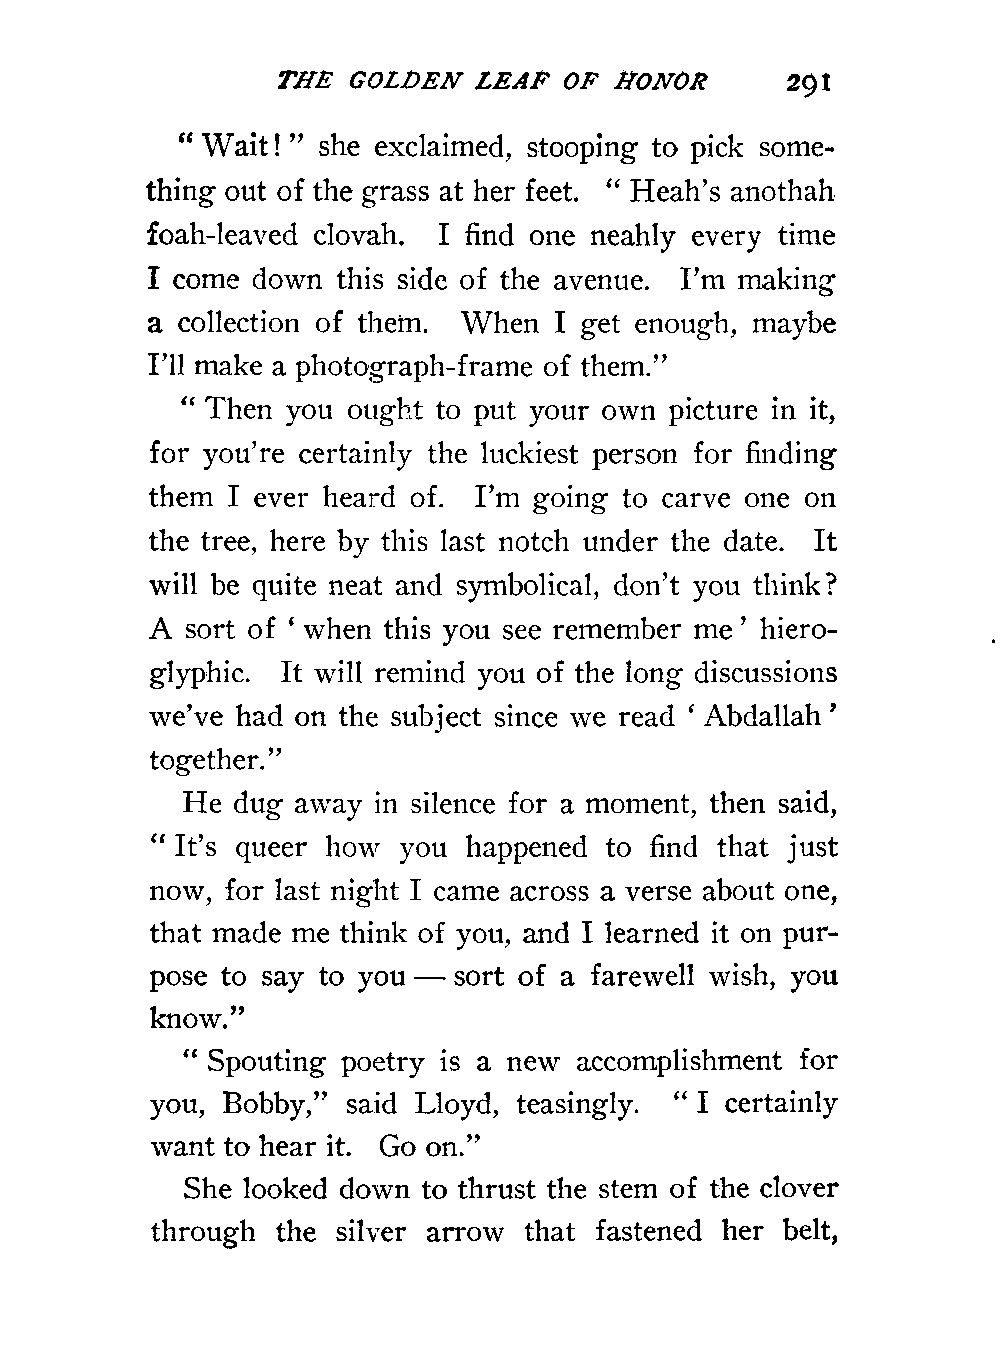 THE GOLDEN LEAF OF HONOR 291
" Wait! " she exclaimed, stooping to pick some-
thing out of the grass at her feet. " Heah's anothah
foah-leaved clovah. I find one neahly every time
I come down this side of the avenue. I'm making
a collection of them. When I get enough, maybe
I'll make a photograph-frame of them."
" Then you ought to put your own picture in it,
for you're certainly the luckiest person for finding
them I ever heard of. I'm going to carve one on
the tree, here by this last notch under the date. It
will be quite neat and symbolical, don't you think?
A sort of ' when this you see remember me ' hiero-
glyphic. It will remind you of the long discussions
we've had on the subject since we read ' Abdallah '
together."
He dug away in silence for a moment, then said,
" It's queer how you happened to find that just
now, for last night I came across a verse about one,
that made me think of you, and I learned it on pur-
pose to say to you — sort of a farewell wish, you
know."
" Spouting poetry is a new accomplishment for
you, Bobby," said Lloyd, teasingly. " I certainly
want to hear it. Go on."
She looked down to thrust the stem of the clover
through the silver arrow that fastened her belt,